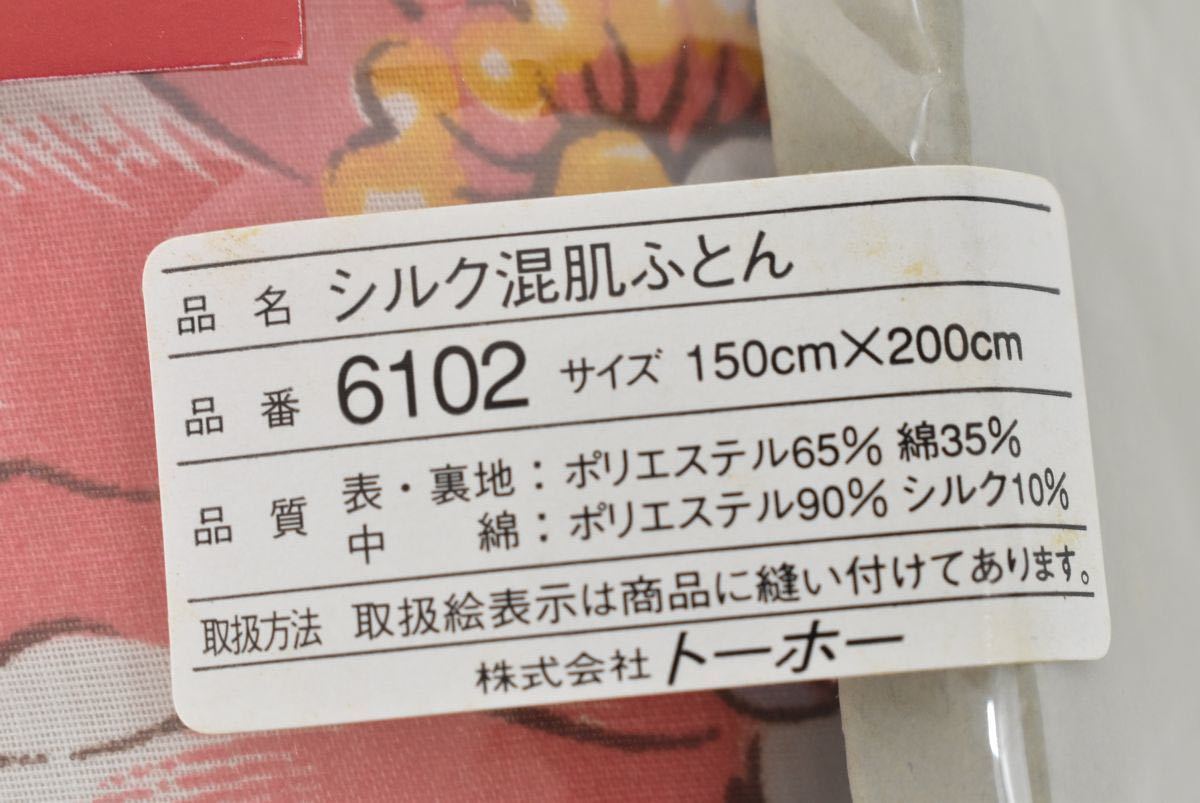 品名 シルク混肌ふとん
品番 6102 サイズ 150cm×200cm
品質 表・裏地：ポリエステル65% 綿35%
中綿：ポリエステル90% シルク10%
取扱方法 取扱絵表示は商品に縫い付けてあります。
株式会社トーホー